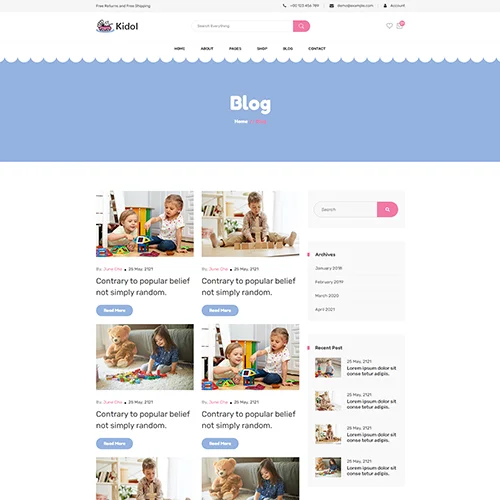 Free Returns and Free Shipping
+00 123 456 789
demo@example.com
Account
Kidol
Search Everything
HOME
ABOUT
PAGES
SHOP
BLOG
CONTACT
Blog
Home
Blog
By. June Cha
25 May, 2121
Contrary to popular belief
not simply random.
Read More
By. June Cha
25 May, 2121
Contrary to popular belief
not simply random.
Read More
By. June Cha
25 May, 2121
Contrary to popular belief
not simply random.
Read More
By. June Cha
25 May, 2121
Contrary to popular belief
not simply random.
Read More
Search
Archives
January 2018
February 2019
March 2020
April 2021
Recent Post
25 May, 2121
Lorem ipsum dolor sit
conse tetur adipis.
25 May, 2121
Lorem ipsum dolor sit
conse tetur adipis.
25 May, 2121
Lorem ipsum dolor sit
conse tetur adipis.
25 May, 2121
Lorem ipsum dolor sit
conse tetur adipis.